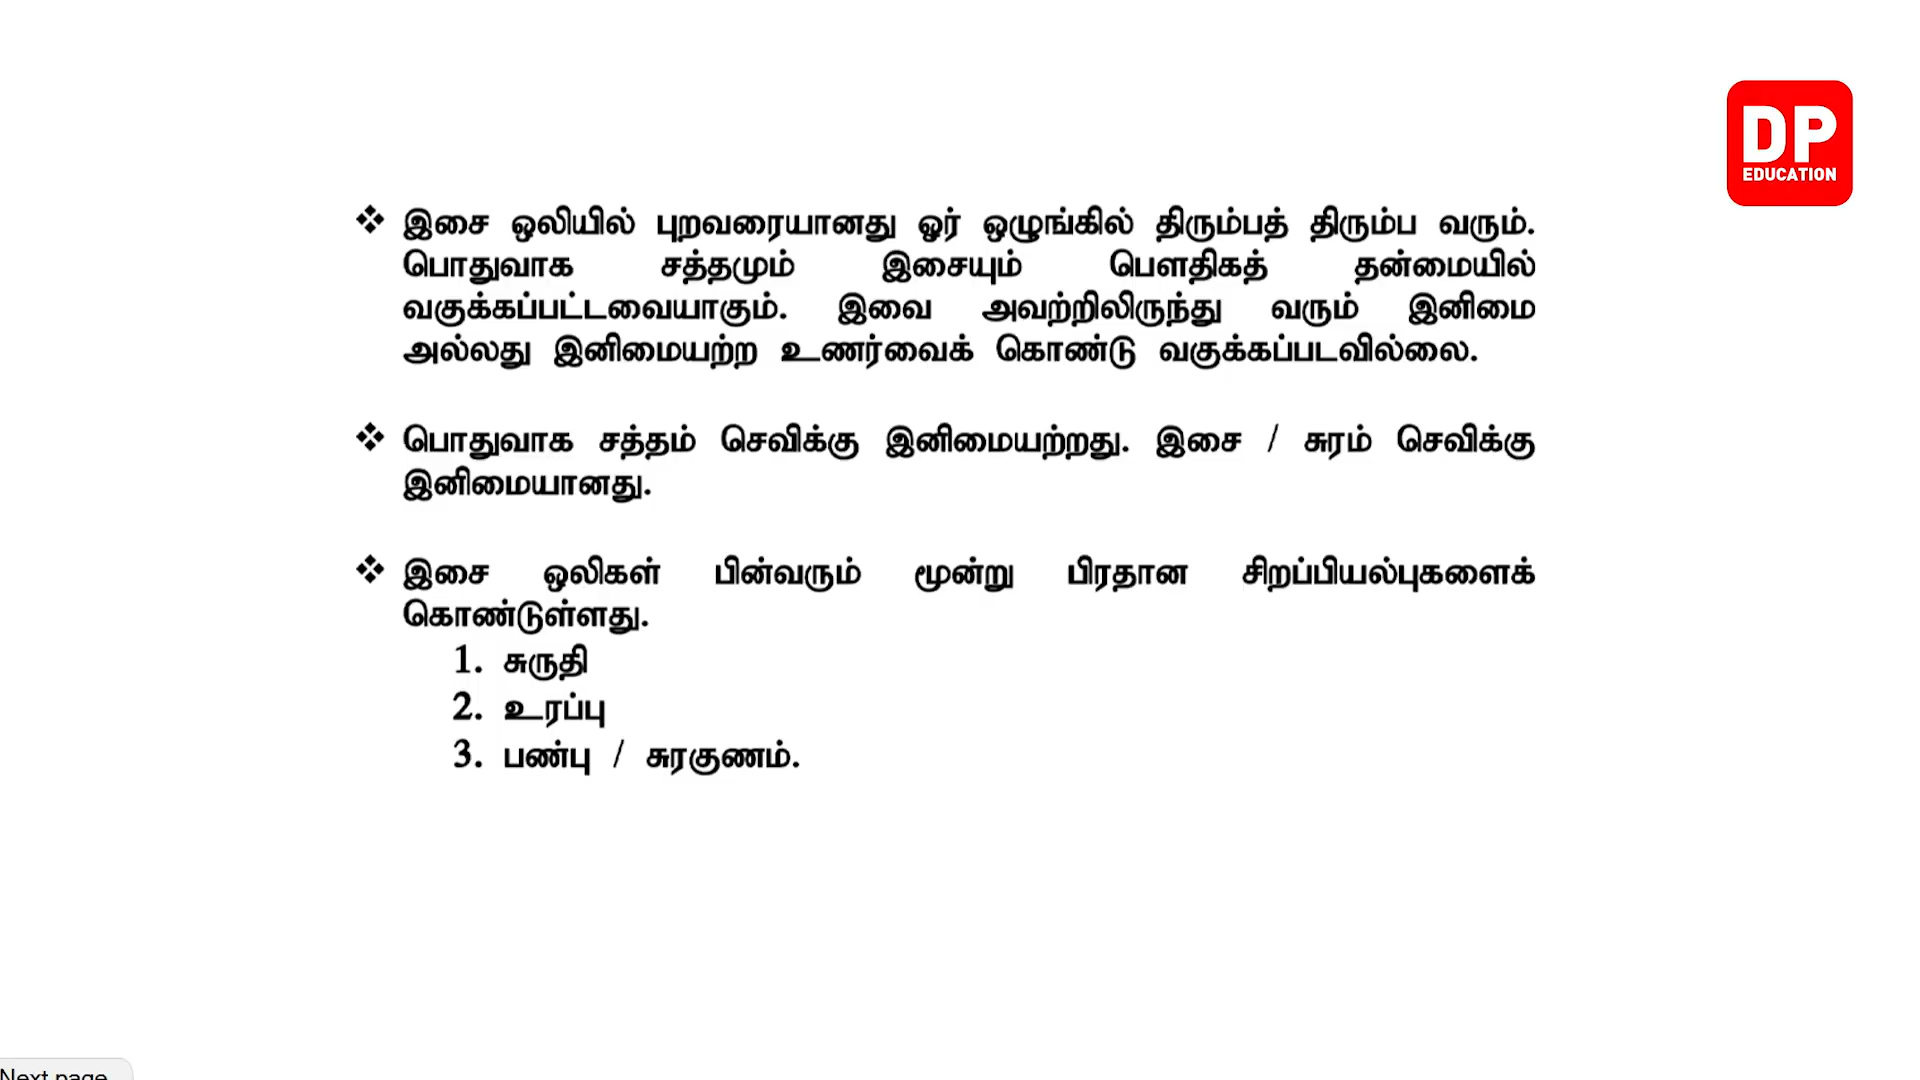 DP
EDUCATION
❖ இசை ஒலியில் புறவரையானது ஓர் ஒழுங்கில் திரும்பத் திரும்ப வரும்.
பொதுவாக சத்தமும் இசையும் பௌதிகத் தன்மையில்
வகுக்கப்பட்டவையாகும். இவை அவற்றிலிருந்து வரும் இனிமை
அல்லது இனிமையற்ற உணர்வைக் கொண்டு வகுக்கப்படவில்லை.
❖ பொதுவாக சத்தம் செவிக்கு இனிமையற்றது. இசை / சுரம் செவிக்கு
இனிமையானது.
❖ இசை ஒலிகள் பின்வரும் மூன்று பிரதான சிறப்பியல்புகளைக்
கொண்டுள்ளது.
1. சுருதி
2. உரப்பு
3. பண்பு / சுரகுணம்.
Next page